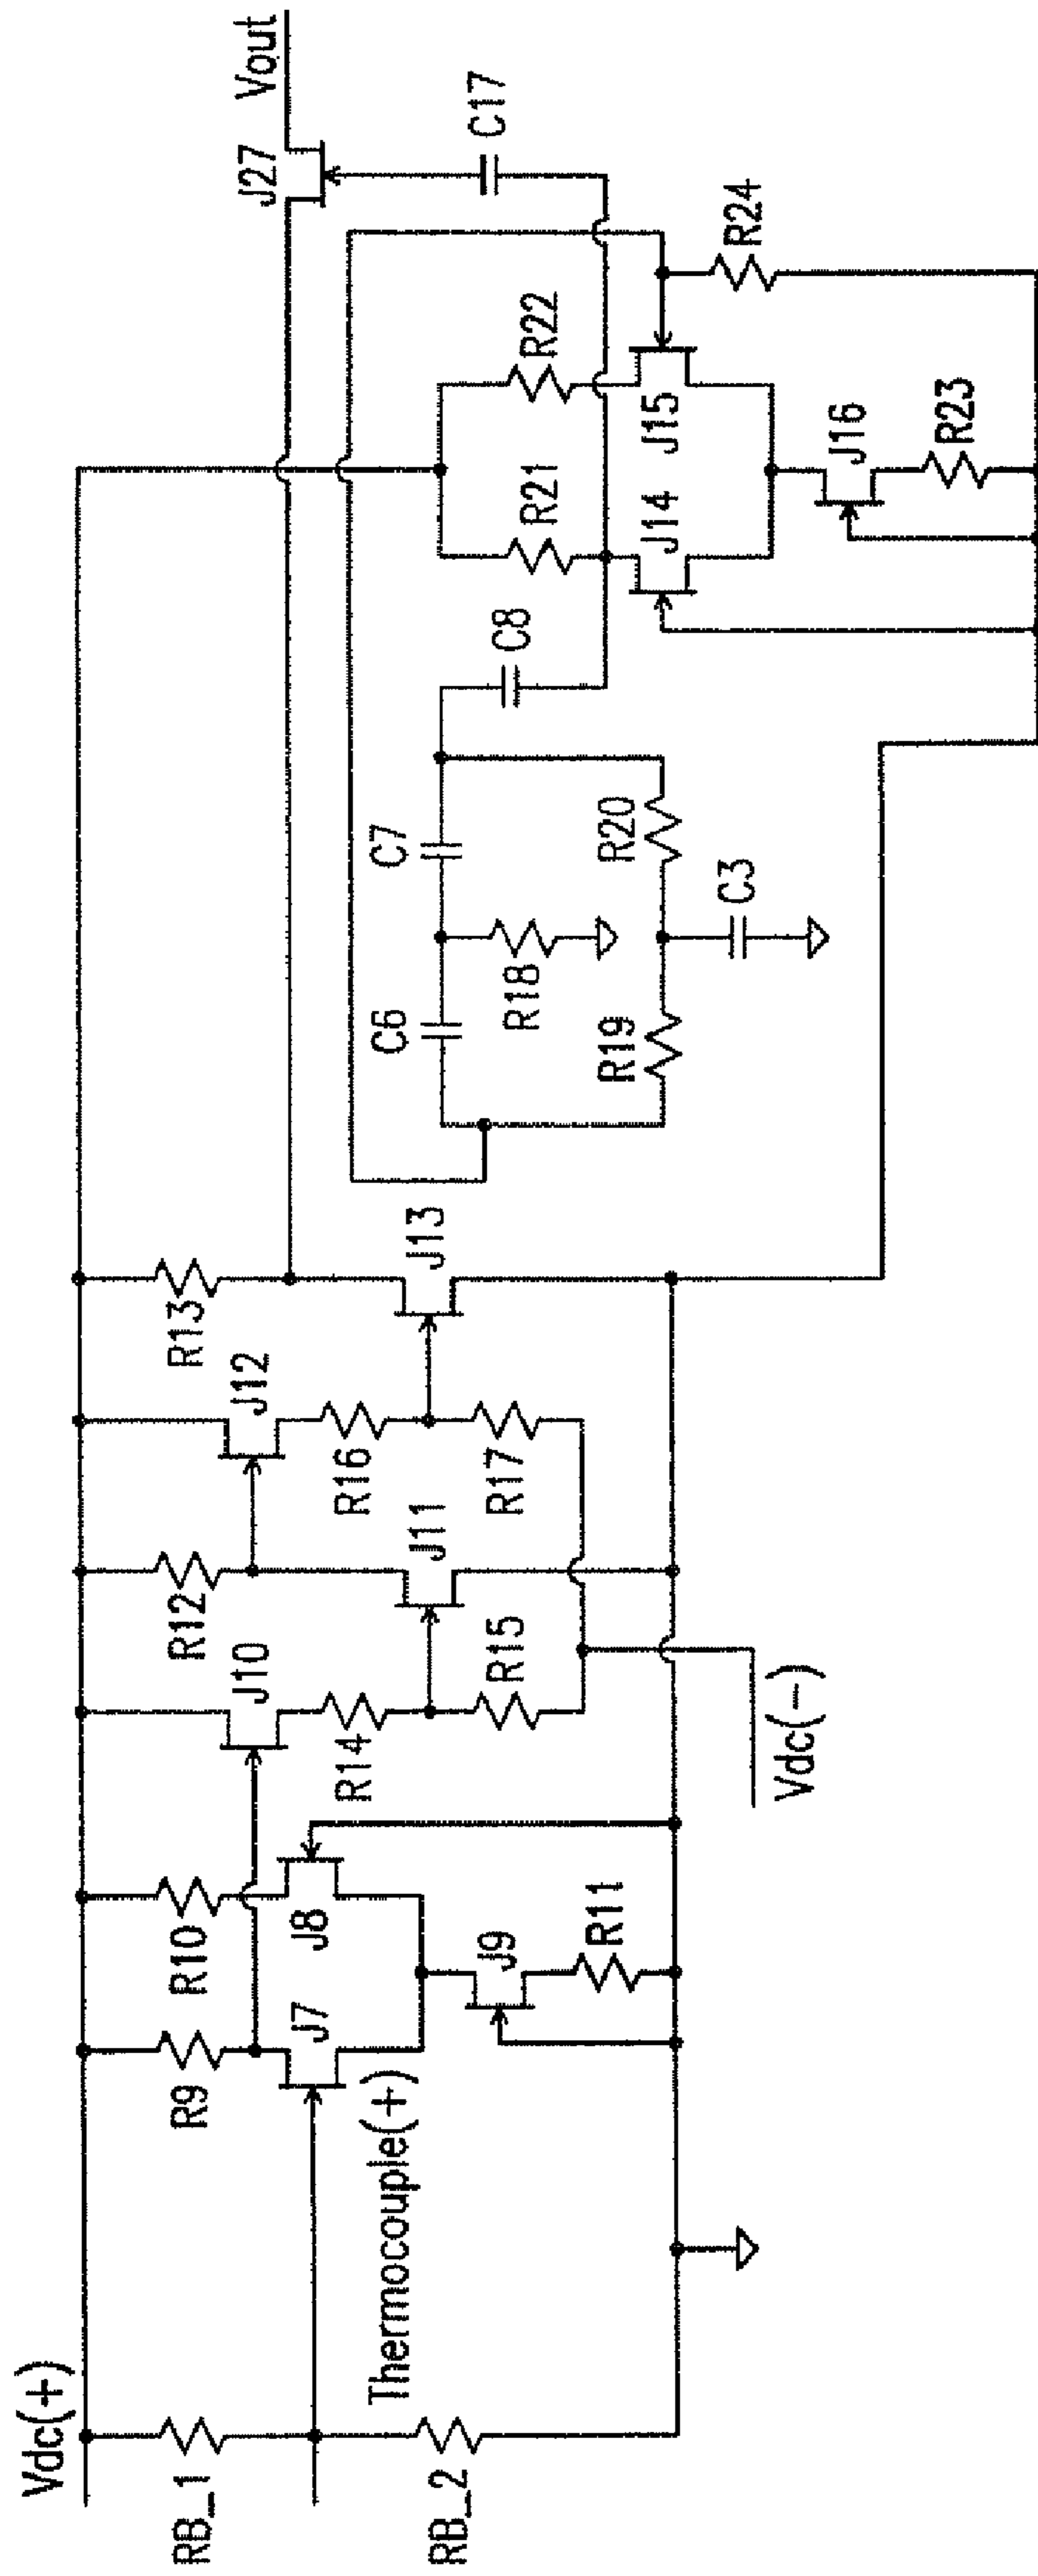 Vdc(+)
RB_1
RB_2
Thermocouple(+)
R9
R10
J7
J8
J9
R11
J10
R14
R15
R12
J11
J12
R16
R17
R13
J13
Vdc(-)
C6
C7
R18
R19
R20
C3
C8
R21
R22
J14
J15
J16
R23
R24
C17
J27
Vout